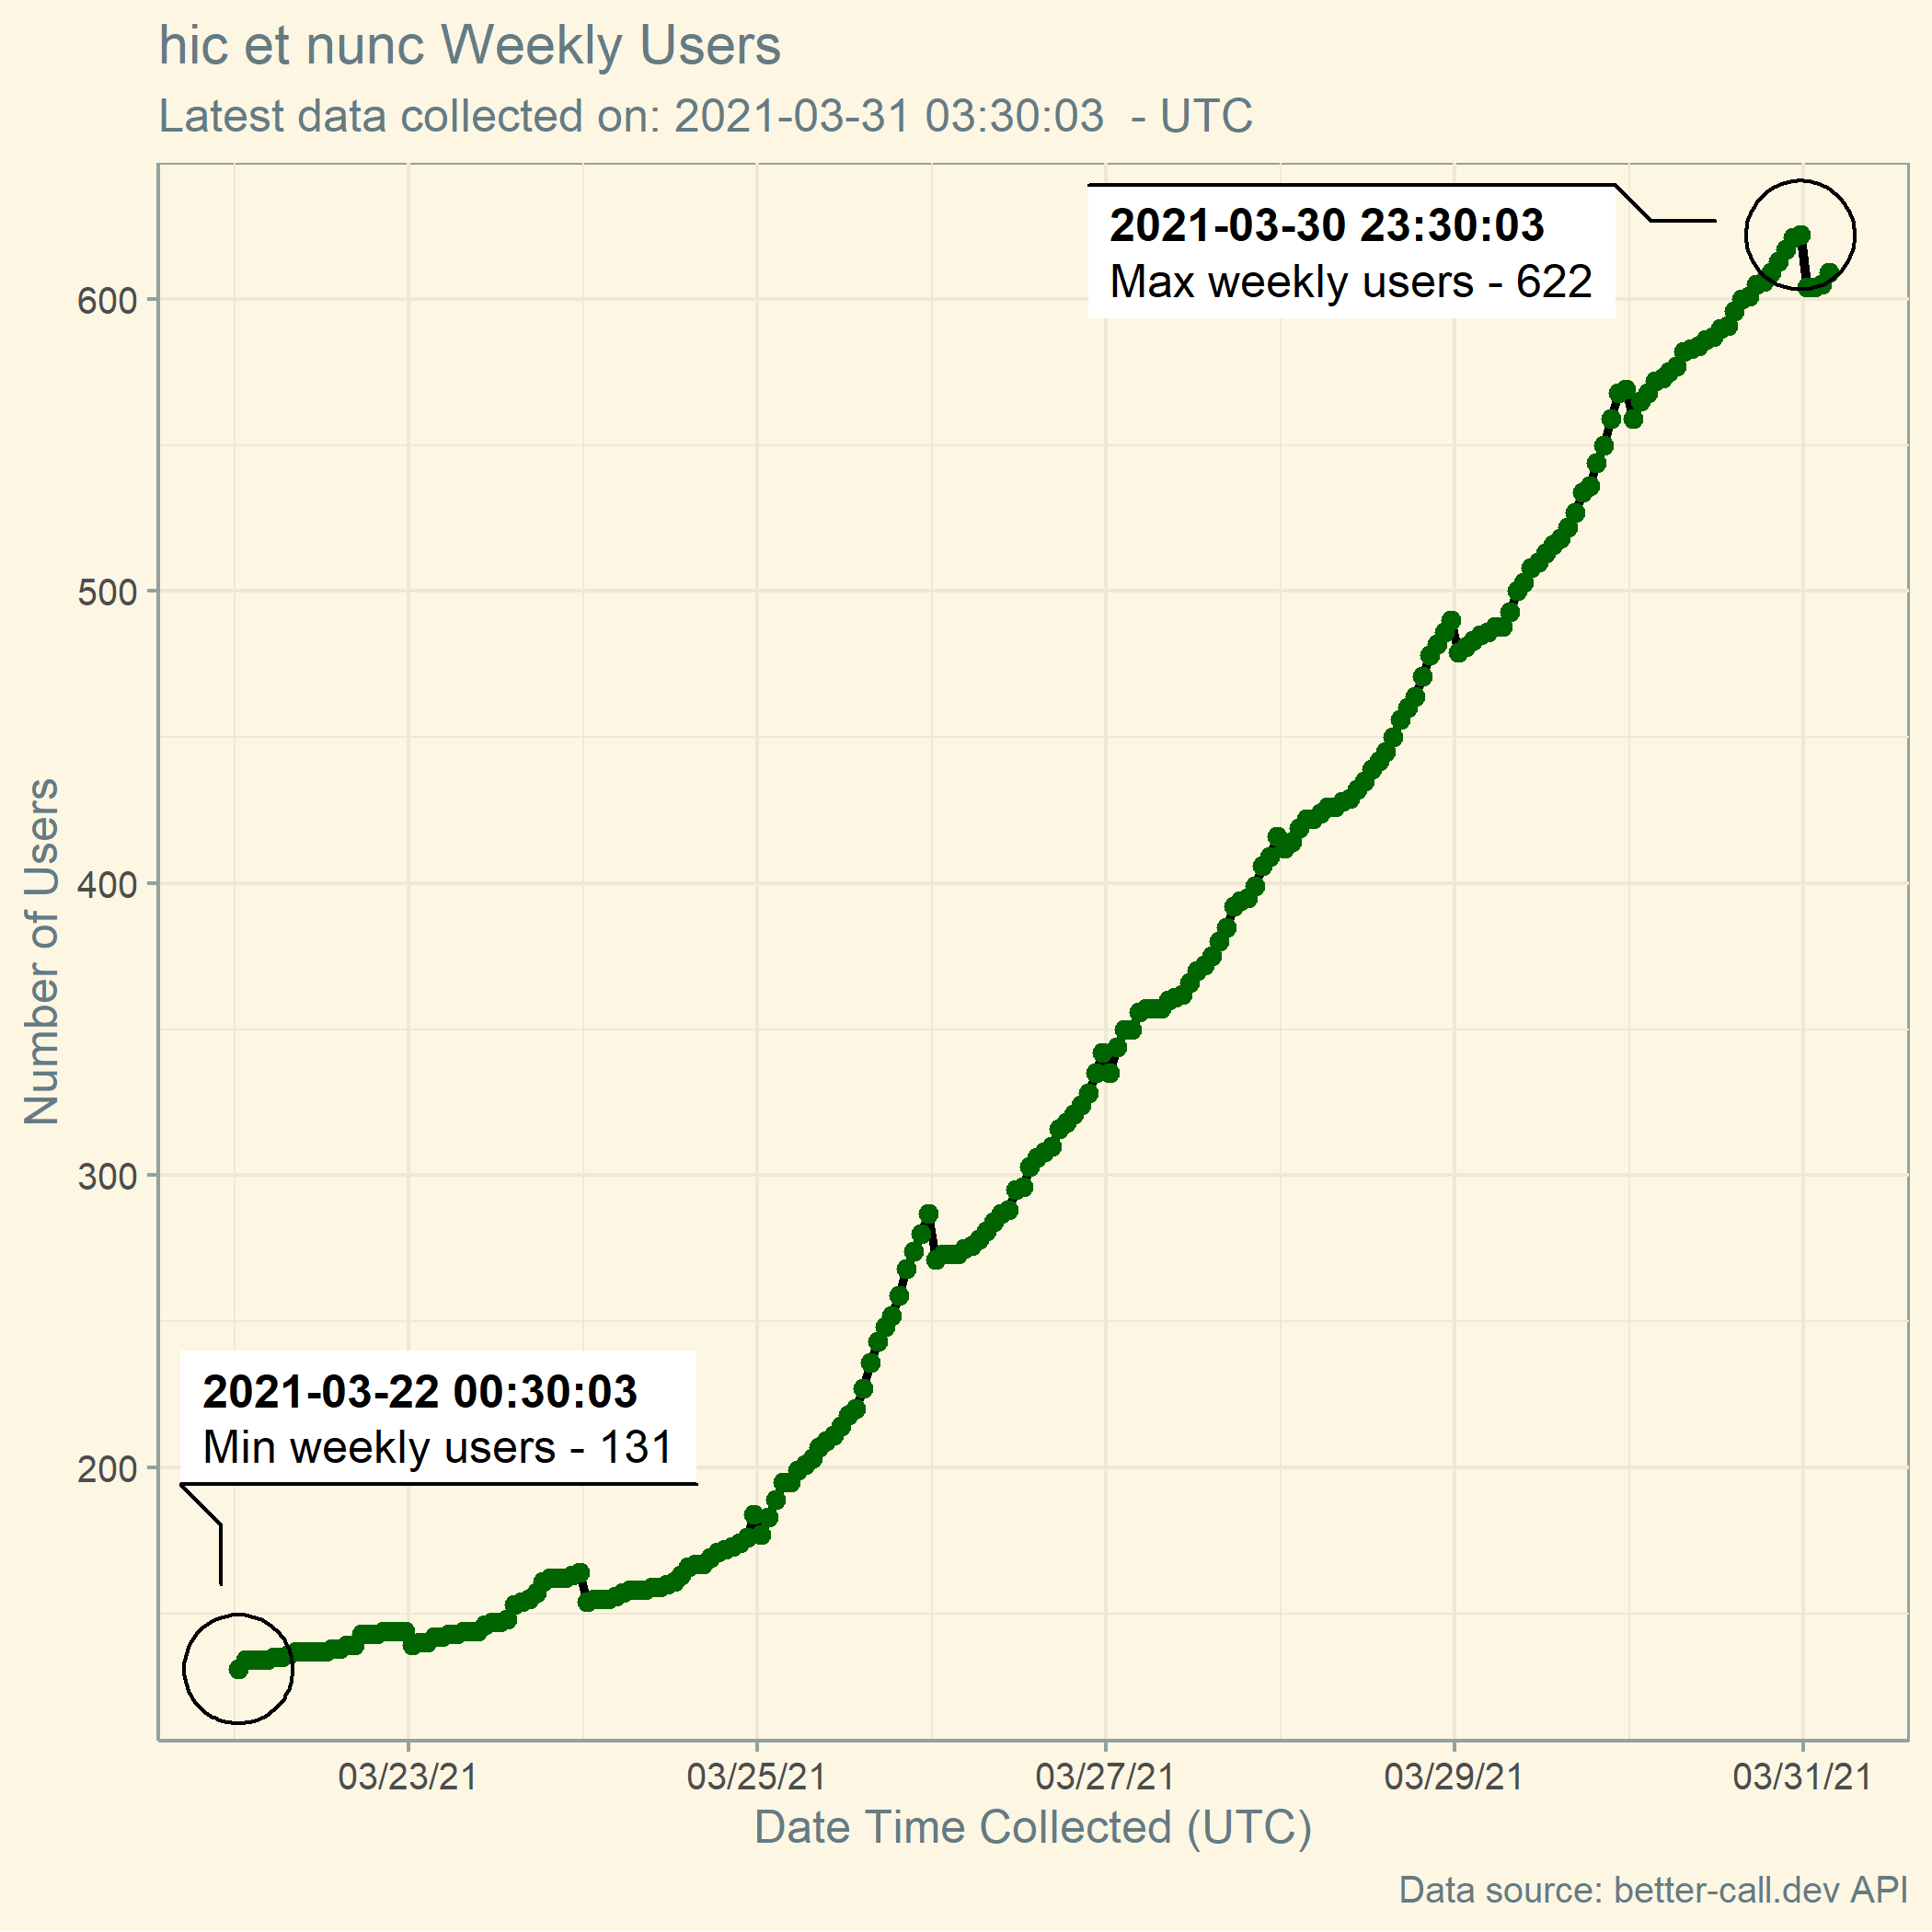 hic et nunc Weekly Users
Latest data collected on: 2021-03-31 03:30:03  - UTC
2021-03-30 23:30:03
Max weekly users - 622
600
500
400
300
200
Number of Users
2021-03-22 00:30:03
Min weekly users - 131
03/23/21 03/25/21 03/27/21 03/29/21 03/31/21
Date Time Collected (UTC)
Data source: better-call.dev API